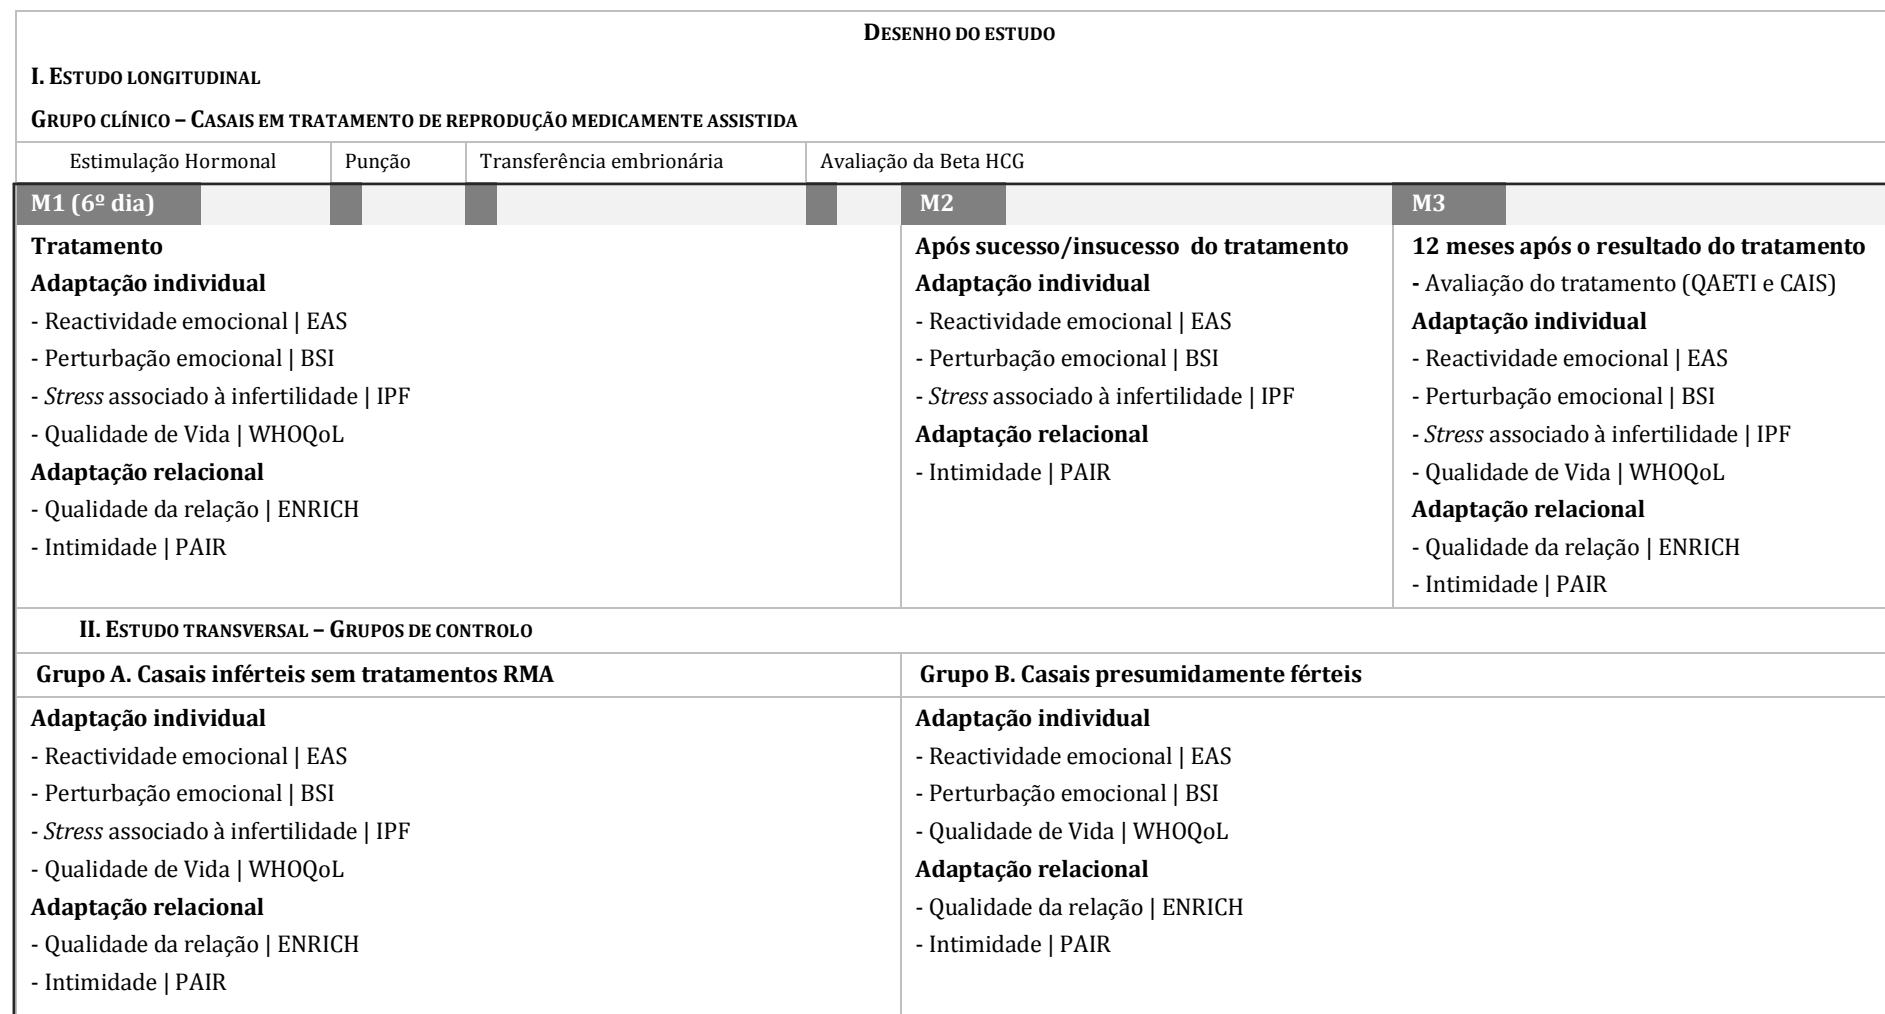 DESENHO DO ESTUDO
I. ESTUDO LONGITUDINAL
GRUPO CLÍNICO – CASAIS EM TRATAMENTO DE REPRODUÇÃO MEDICAMENTE ASSISTIDA
Estimulação Hormonal
Punção
Transferência embrionária
Avaliação da Beta HCG
M1 (6º dia)
M2
M3
Tratamento
Adaptação individual
- Reactividade emocional | EAS
- Perturbação emocional | BSI
- Stress associado à infertilidade | IPF
- Qualidade de Vida | WHOQoL
Adaptação relacional
- Qualidade da relação | ENRICH
- Intimidade | PAIR
Após sucesso/insucesso do tratamento
Adaptação individual
- Reactividade emocional | EAS
- Perturbação emocional | BSI
- Stress associado à infertilidade | IPF
Adaptação relacional
- Intimidade | PAIR
12 meses após o resultado do tratamento
- Avaliação do tratamento (QAETI e CAIS)
Adaptação individual
- Reactividade emocional | EAS
- Perturbação emocional | BSI
- Stress associado à infertilidade | IPF
- Qualidade de Vida | WHOQoL
Adaptação relacional
- Qualidade da relação | ENRICH
- Intimidade | PAIR
II. ESTUDO TRANSVERSAL – GRUPOS DE CONTROLO
Grupo A. Casais inférteis sem tratamentos RMA
Grupo B. Casais presumidamente férteis
Adaptação individual
- Reactividade emocional | EAS
- Perturbação emocional | BSI
- Stress associado à infertilidade | IPF
- Qualidade de Vida | WHOQoL
Adaptação relacional
- Qualidade da relação | ENRICH
- Intimidade | PAIR
Adaptação individual
- Reactividade emocional | EAS
- Perturbação emocional | BSI
- Qualidade de Vida | WHOQoL
Adaptação relacional
- Qualidade da relação | ENRICH
- Intimidade | PAIR